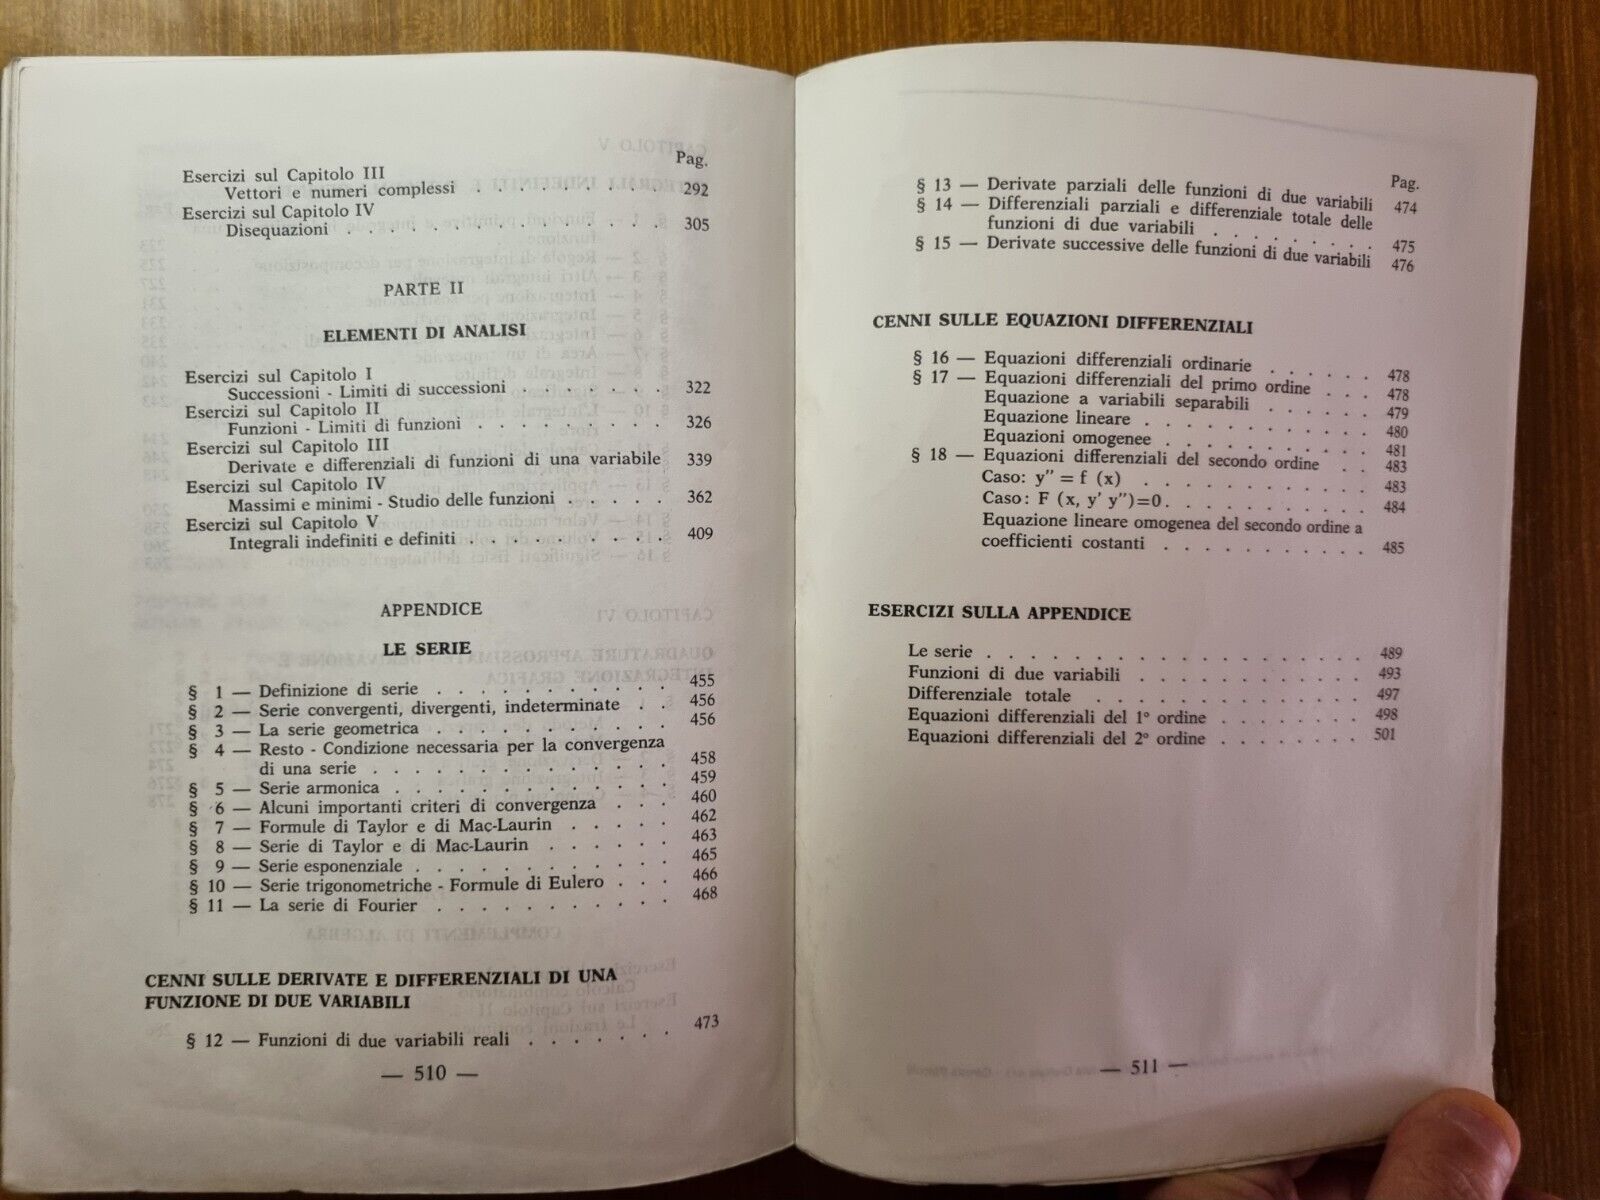 Pag.
Esercizi sul Capitolo III
Vettori e numeri complessi . . . . . . . . . . 292
Esercizi sul Capitolo IV
Disequazioni . . . . . . . . . . . . . . . 305
PARTE II
ELEMENTI DI ANALISI
Esercizi sul Capitolo I
Successioni - Limiti di successioni . . . . . . . 322
Esercizi sul Capitolo II
Funzioni - Limiti di funzioni . . . . . . . . . 326
Esercizi sul Capitolo III
Derivate e differenziali di funzioni di una variabile 339
Esercizi sul Capitolo IV
Massimi e minimi - Studio delle funzioni . . . . . 362
Esercizi sul Capitolo V
Integrali indefiniti e definiti . . . . . . . . . 409
APPENDICE
LE SERIE
§ 1 — Definizione di serie . . . . . . . . . . . 455
§ 2 — Serie convergenti, divergenti, indeterminate . . 456
§ 3 — La serie geometrica . . . . . . . . . . . 456
§ 4 — Resto - Condizione necessaria per la convergenza
di una serie . . . . . . . . . . . . . 458
§ 5 — Serie armonica . . . . . . . . . . . . 459
§ 6 — Alcuni importanti criteri di convergenza . . . 460
§ 7 — Formule di Taylor e di Mac-Laurin . . . . . 462
§ 8 — Serie di Taylor e di Mac-Laurin . . . . . . 463
§ 9 — Serie esponenziale . . . . . . . . . . . 465
§ 10 — Serie trigonometriche - Formule di Eulero . . . 466
§ 11 — La serie di Fourier . . . . . . . . . . . 468
CENNI SULLE DERIVATE E DIFFERENZIALI DI UNA
FUNZIONE DI DUE VARIABILI
§ 12 — Funzioni di due variabili reali . . . . . . . 473
— 510 —
Pag.
§ 13 — Derivate parziali delle funzioni di due variabili 474
§ 14 — Differenziali parziali e differenziale totale delle
funzioni di due variabili . . . . . . . . . 475
§ 15 — Derivate successive delle funzioni di due variabili 476
CENNI SULLE EQUAZIONI DIFFERENZIALI
§ 16 — Equazioni differenziali ordinarie . . . . . . 478
§ 17 — Equazioni differenziali del primo ordine . . . 478
Equazione a variabili separabili . . . . . . 479
Equazione lineare . . . . . . . . . . . . 480
Equazioni omogenee . . . . . . . . . . . 481
§ 18 — Equazioni differenziali del secondo ordine . . 483
Caso: y'' = f (x) . . . . . . . . . . . . 483
Caso: F (x, y' y'')=0. . . . . . . . . . . 484
Equazione lineare omogenea del secondo ordine a
coefficienti costanti . . . . . . . . . . . 485
ESERCIZI SULLA APPENDICE
Le serie . . . . . . . . . . . . . . . . . 489
Funzioni di due variabili . . . . . . . . . . . 493
Differenziale totale . . . . . . . . . . . . . 497
Equazioni differenziali del 1º ordine . . . . . . . . 498
Equazioni differenziali del 2º ordine . . . . . . . . 501
— 511 —